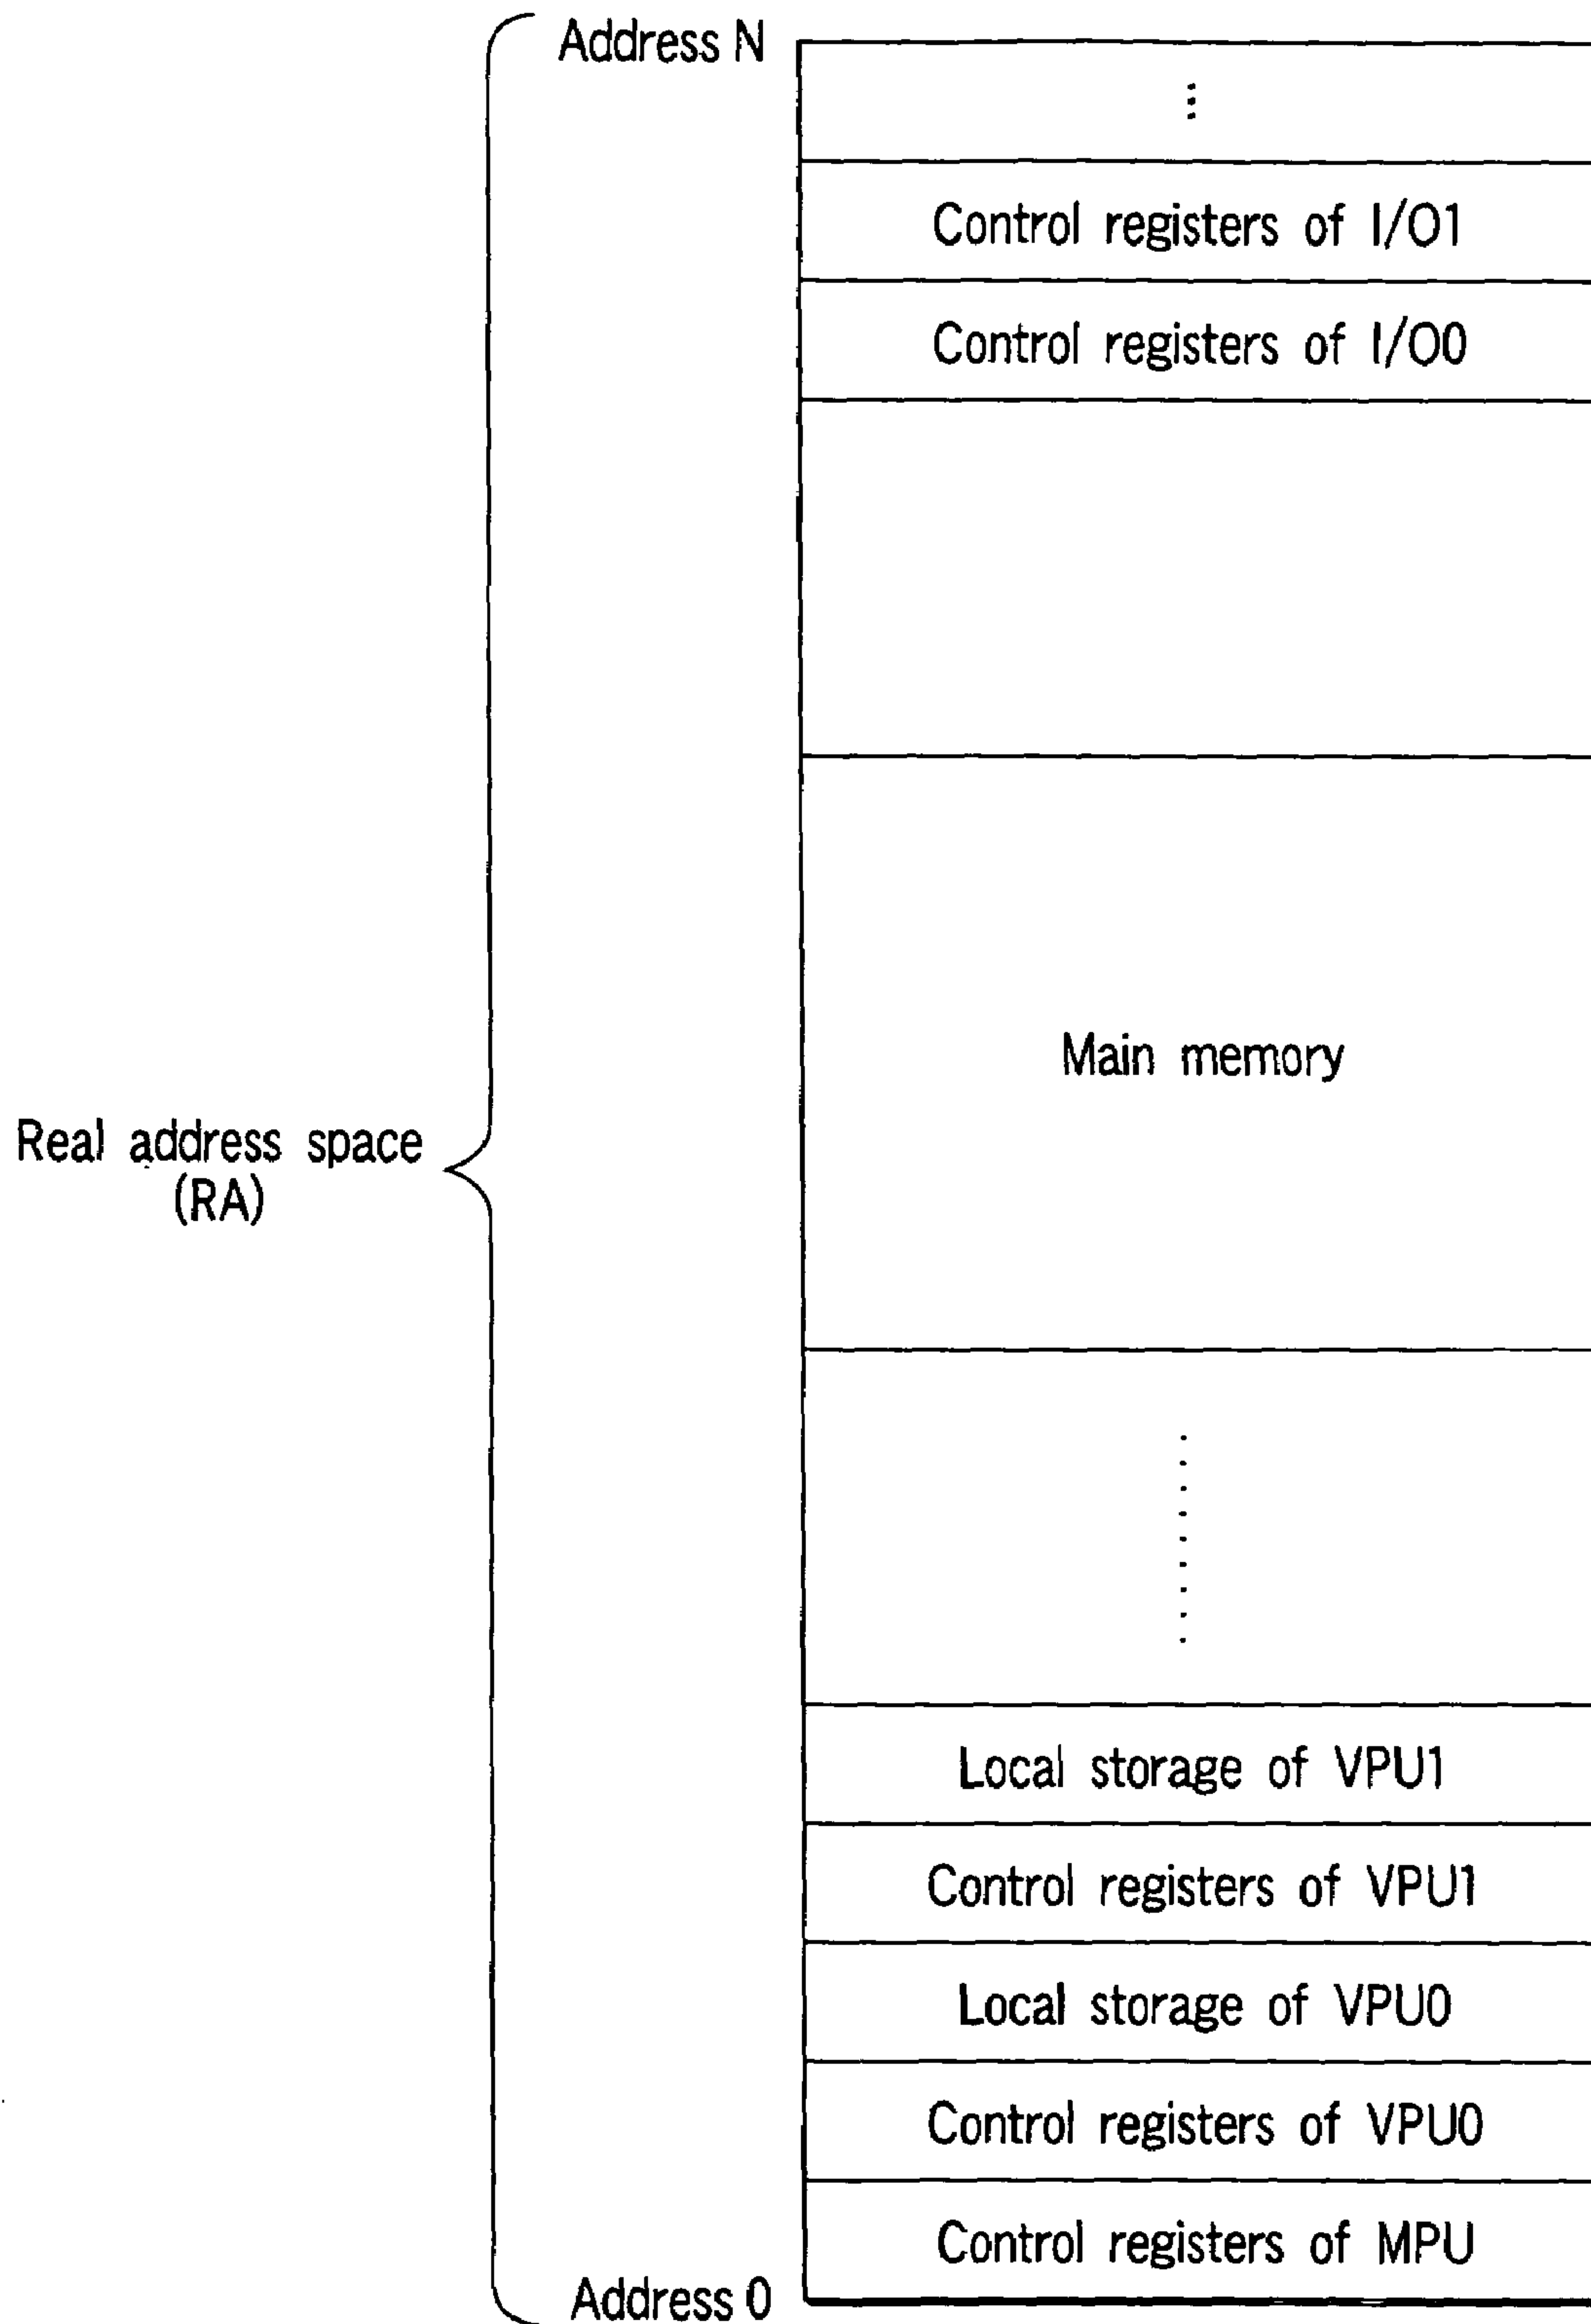 Address N
⋮
Control registers of I/O1
Control registers of I/O0
Main memory
Real address space
(RA)
Local storage of VPU1
Control registers of VPU1
Local storage of VPU0
Control registers of VPU0
Control registers of MPU
Address 0